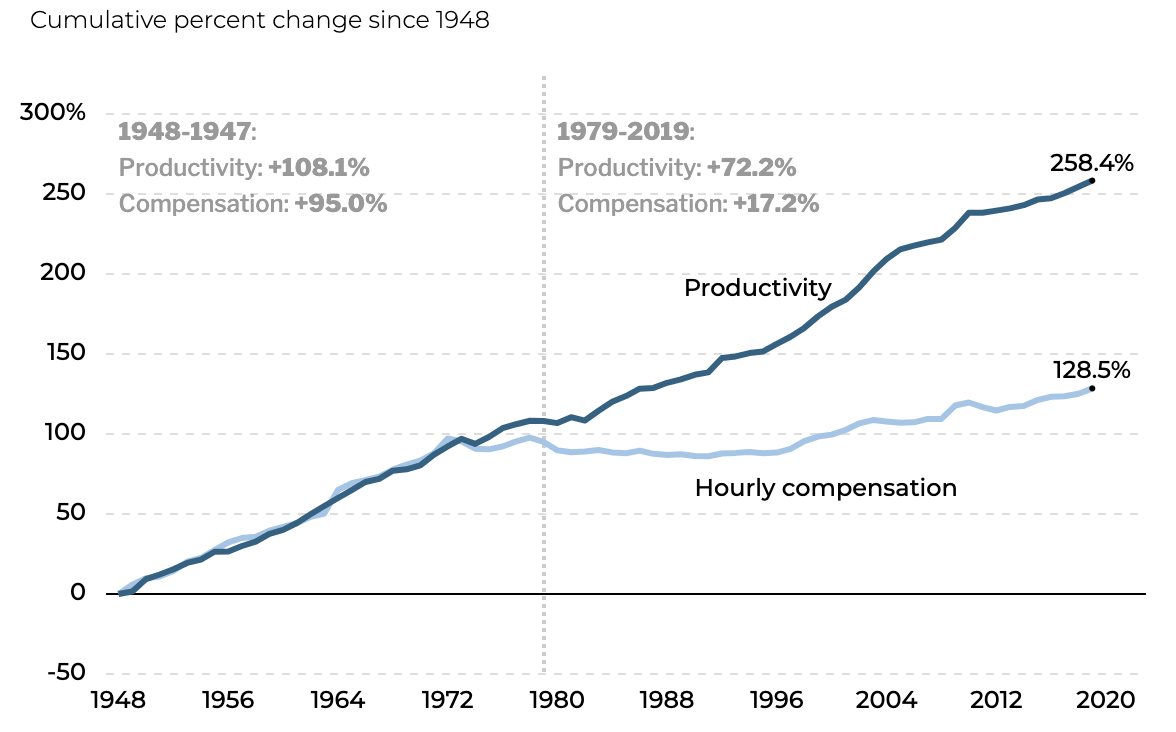 Cumulative percent change since 1948
300%
1948-1947:
1979-2019:
Productivity: +108.1%
Productivity: +72.2%
258.4%
250
Compensation: +95.0%
Compensation: +17.2%
200
Productivity
150
128.5%
100
Hourly compensation
50
0
-50
1948 1956 1964 1972 1980 1988 1996 2004 2012 2020